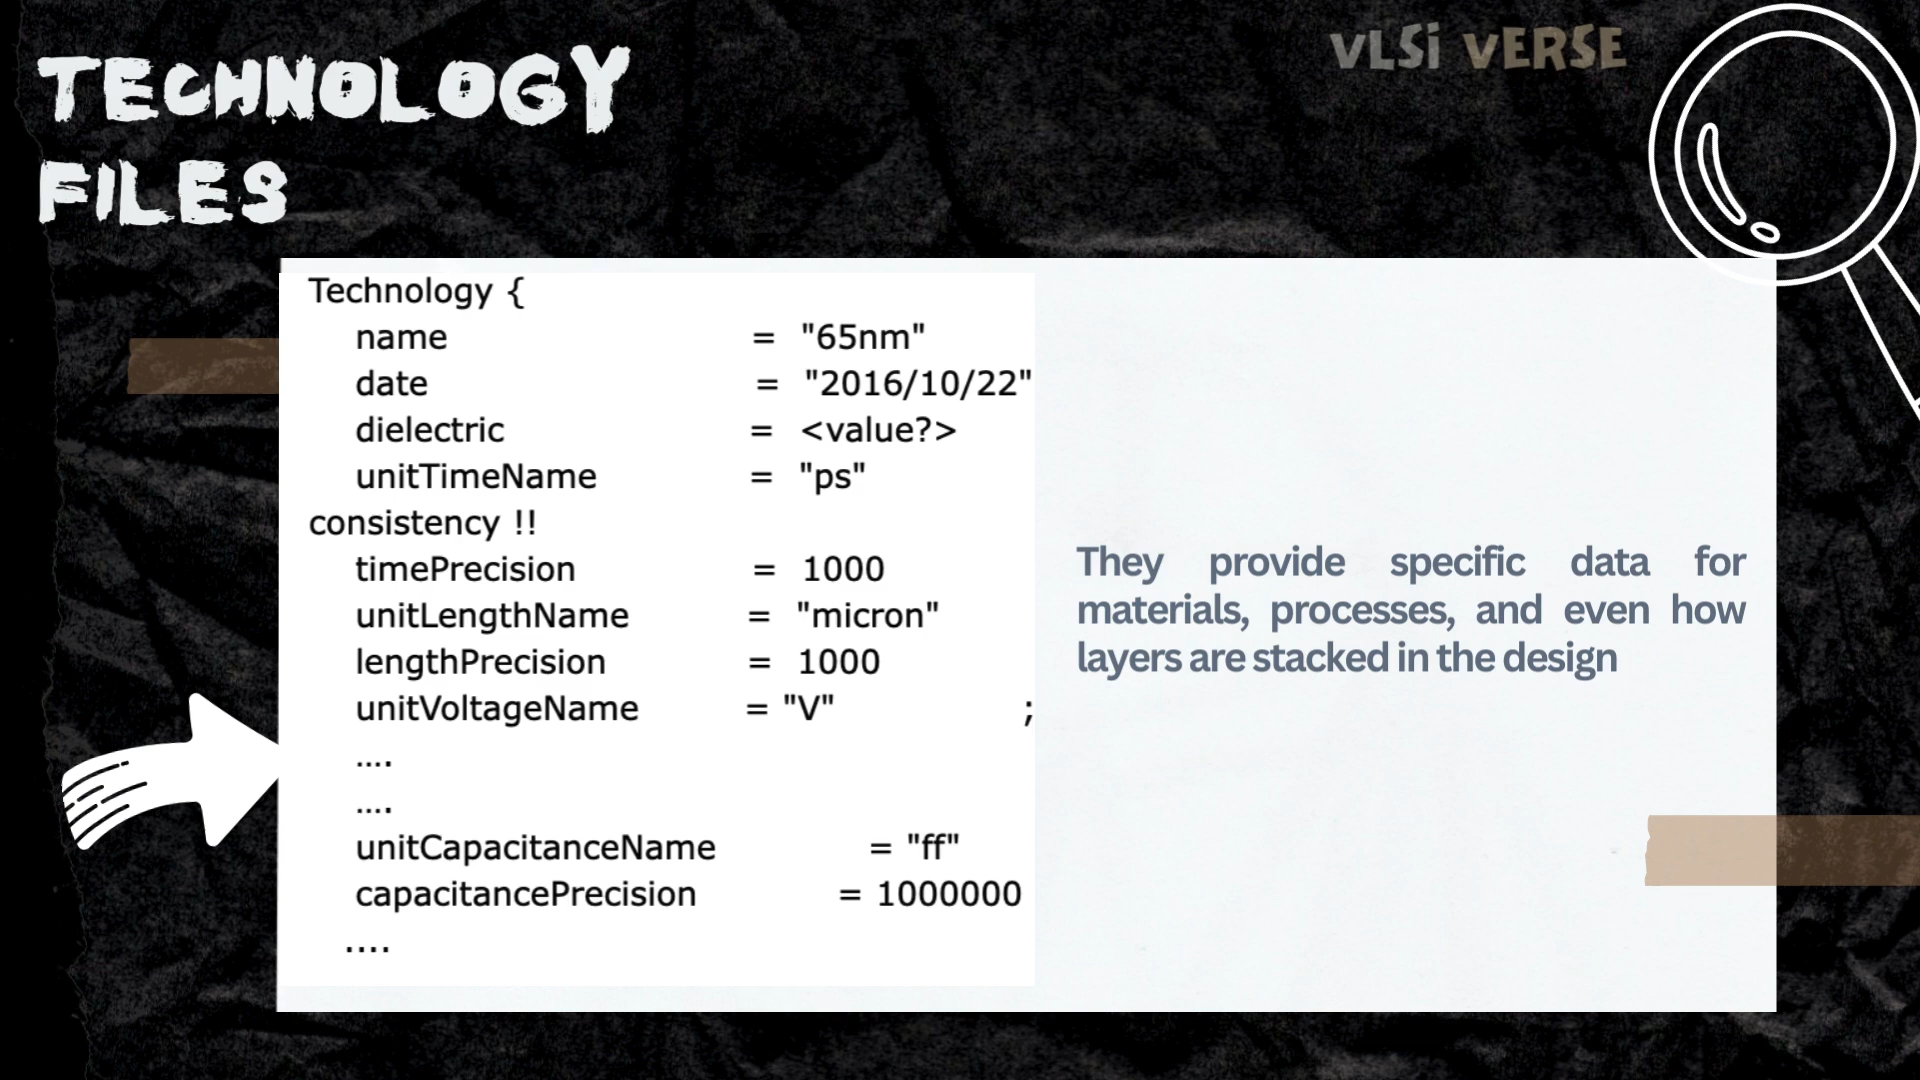 TECHNOLOGY
FILES
VLSi VERSE
Technology {
name = "65nm"
date = "2016/10/22"
dielectric = <value?>
unitTimeName = "ps"
consistency !!
timePrecision = 1000
unitLengthName = "micron"
lengthPrecision = 1000
unitVoltageName = "V" ;
....
....
unitCapacitanceName = "ff"
capacitancePrecision = 1000000
....
They provide specific data for
materials, processes, and even how
layers are stacked in the design